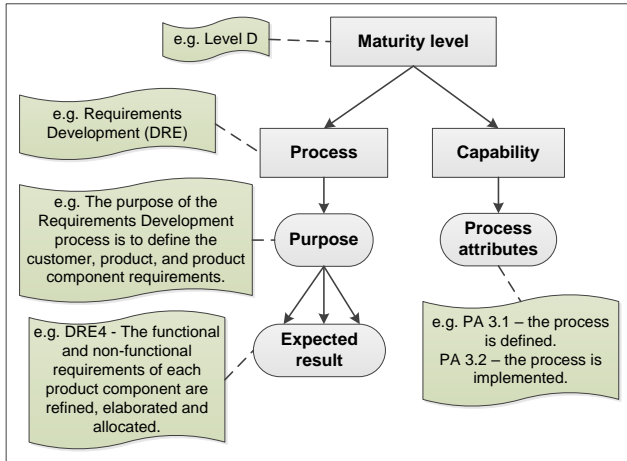 e.g. Level D
Maturity level
e.g. Requirements
Development (DRE)
Process
Capability
e.g. The purpose of the
Requirements Development
process is to define the
customer, product, and product
component requirements.
Purpose
Process
attributes
e.g. DRE4 - The functional
and non-functional
requirements of each
product component are
refined, elaborated and
allocated.
Expected
result
e.g. PA 3.1 – the process
is defined.
PA 3.2 – the process is
implemented.